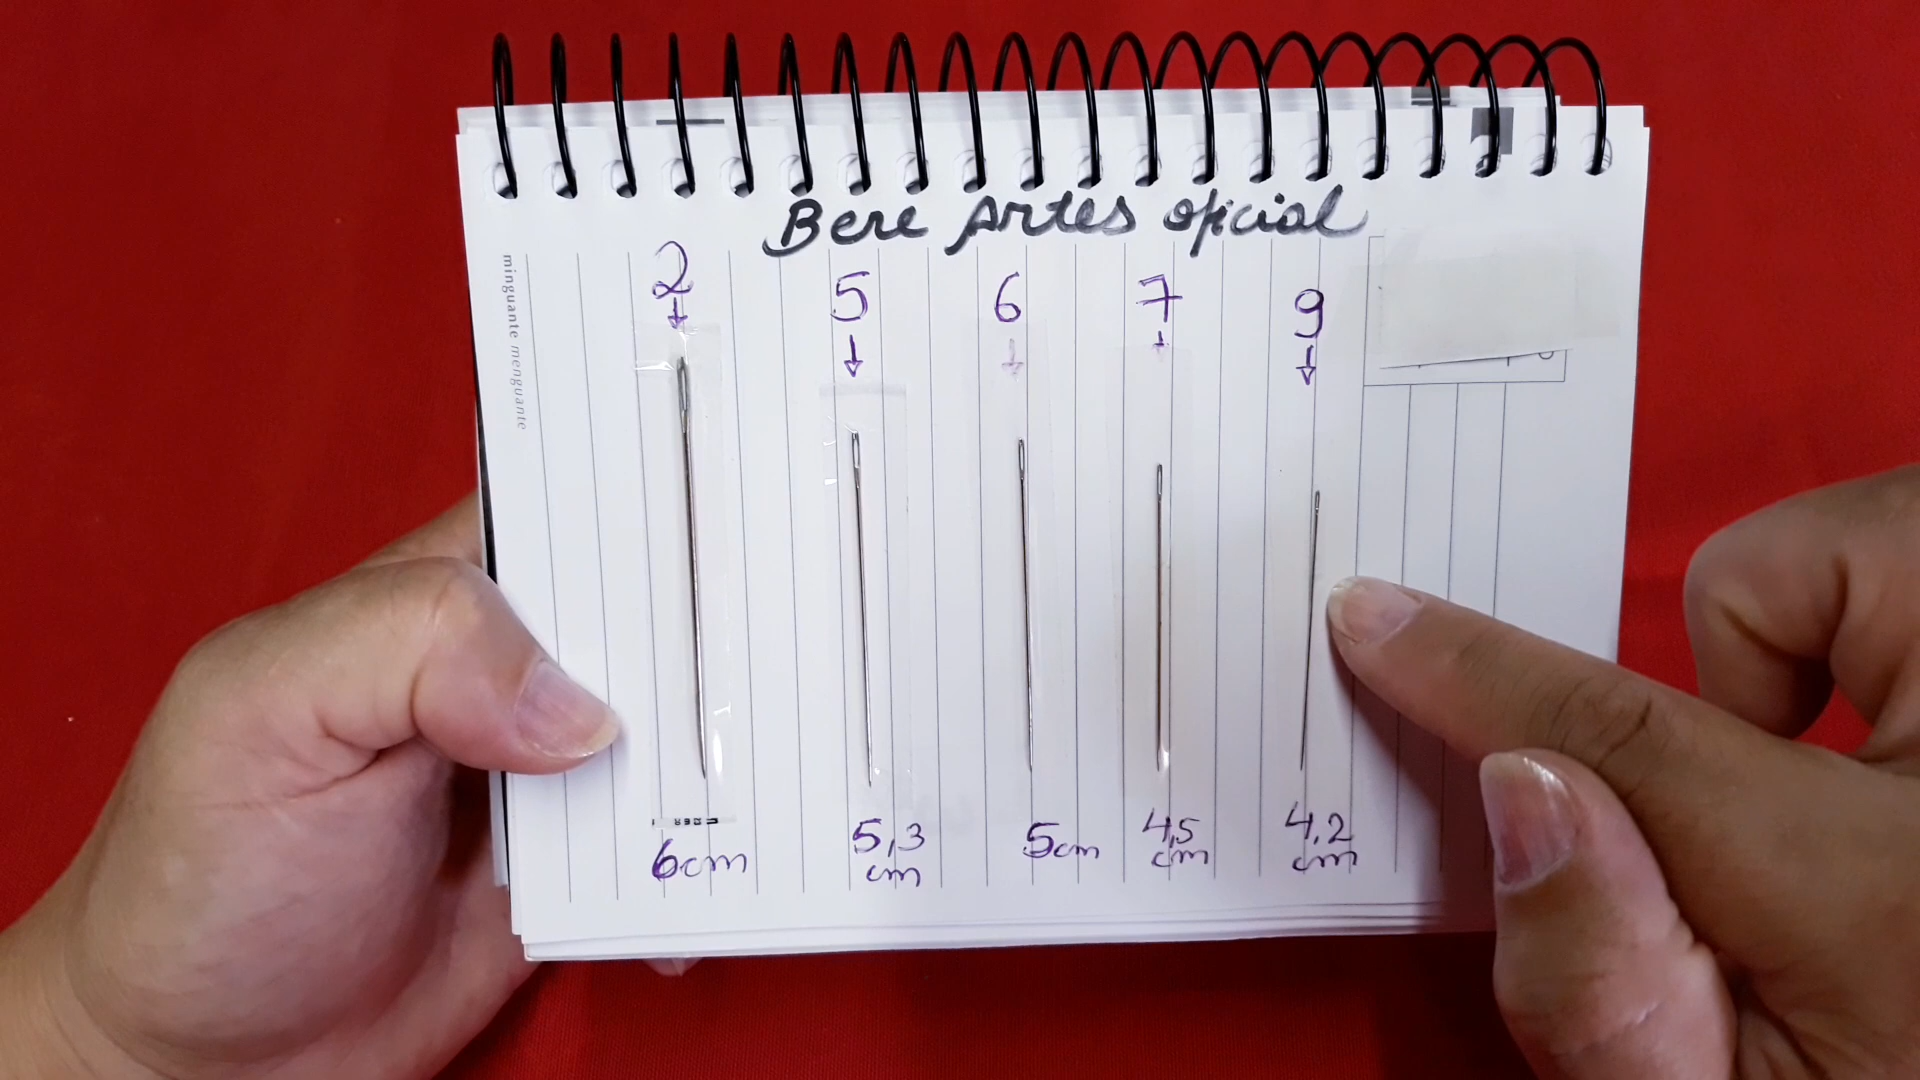 Bere Artes oficial
2 5 6 7 9
minguante menguante
6cm 5,3 cm 5cm 4,5 cm 4,2 cm